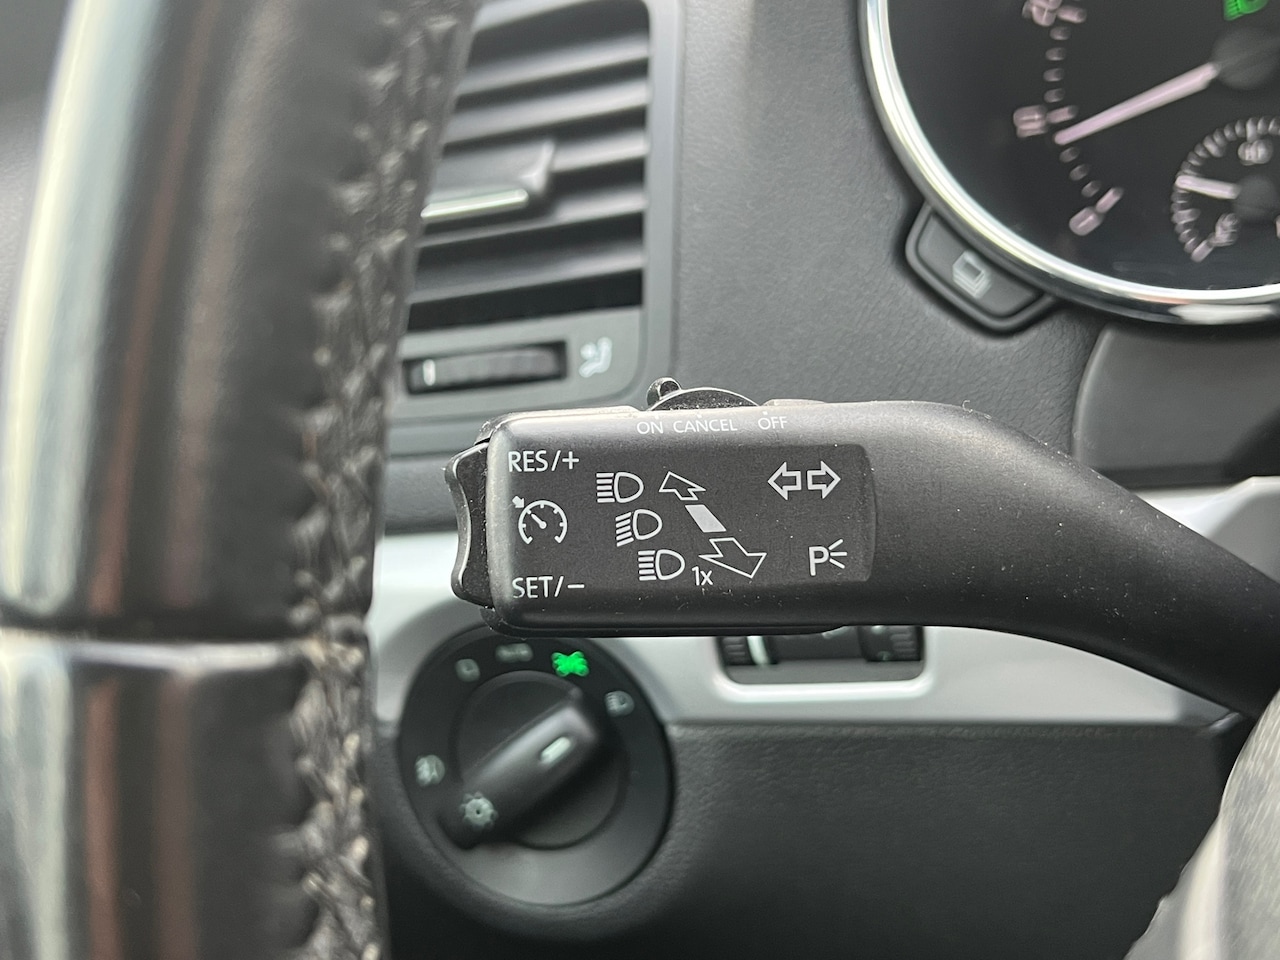 ON CANCEL OFF
RES/+
SET/-
1x
P